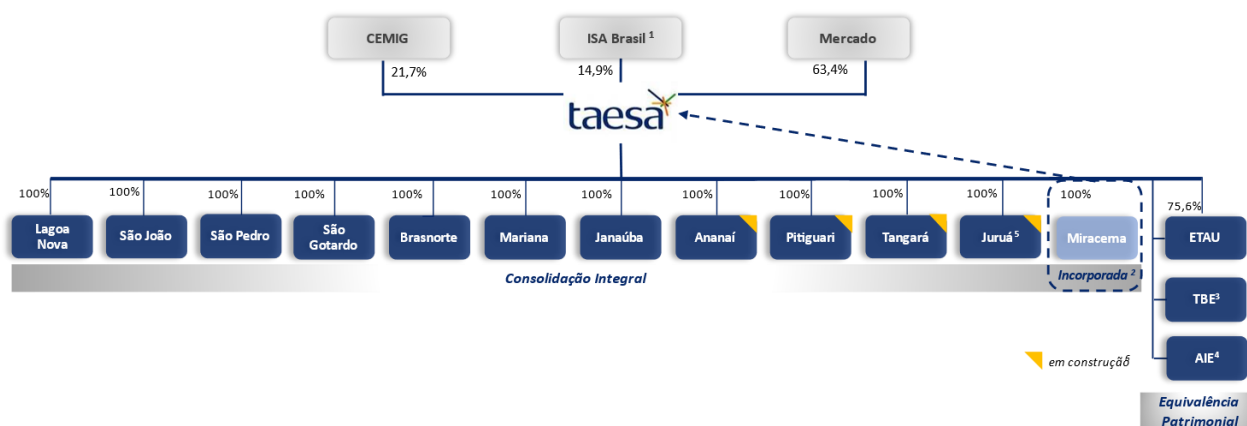 CEMIG
ISA Brasil ¹
Mercado
21,7%
14,9%
63,4%
taesa
100%
100%
100%
100%
100%
100%
100%
100%
100%
100%
100%
100%
75,6%
Lagoa
Nova
São João
São Pedro
São
Gotardo
Brasnorte
Mariana
Janaúba
Ananaí
Pitiguari
Tangará
Juruá⁵
Miracema
ETAU
Consolidação Integral
Incorporada ²
TBE³
em construção
AIE⁴
Equivalência
Patrimonial